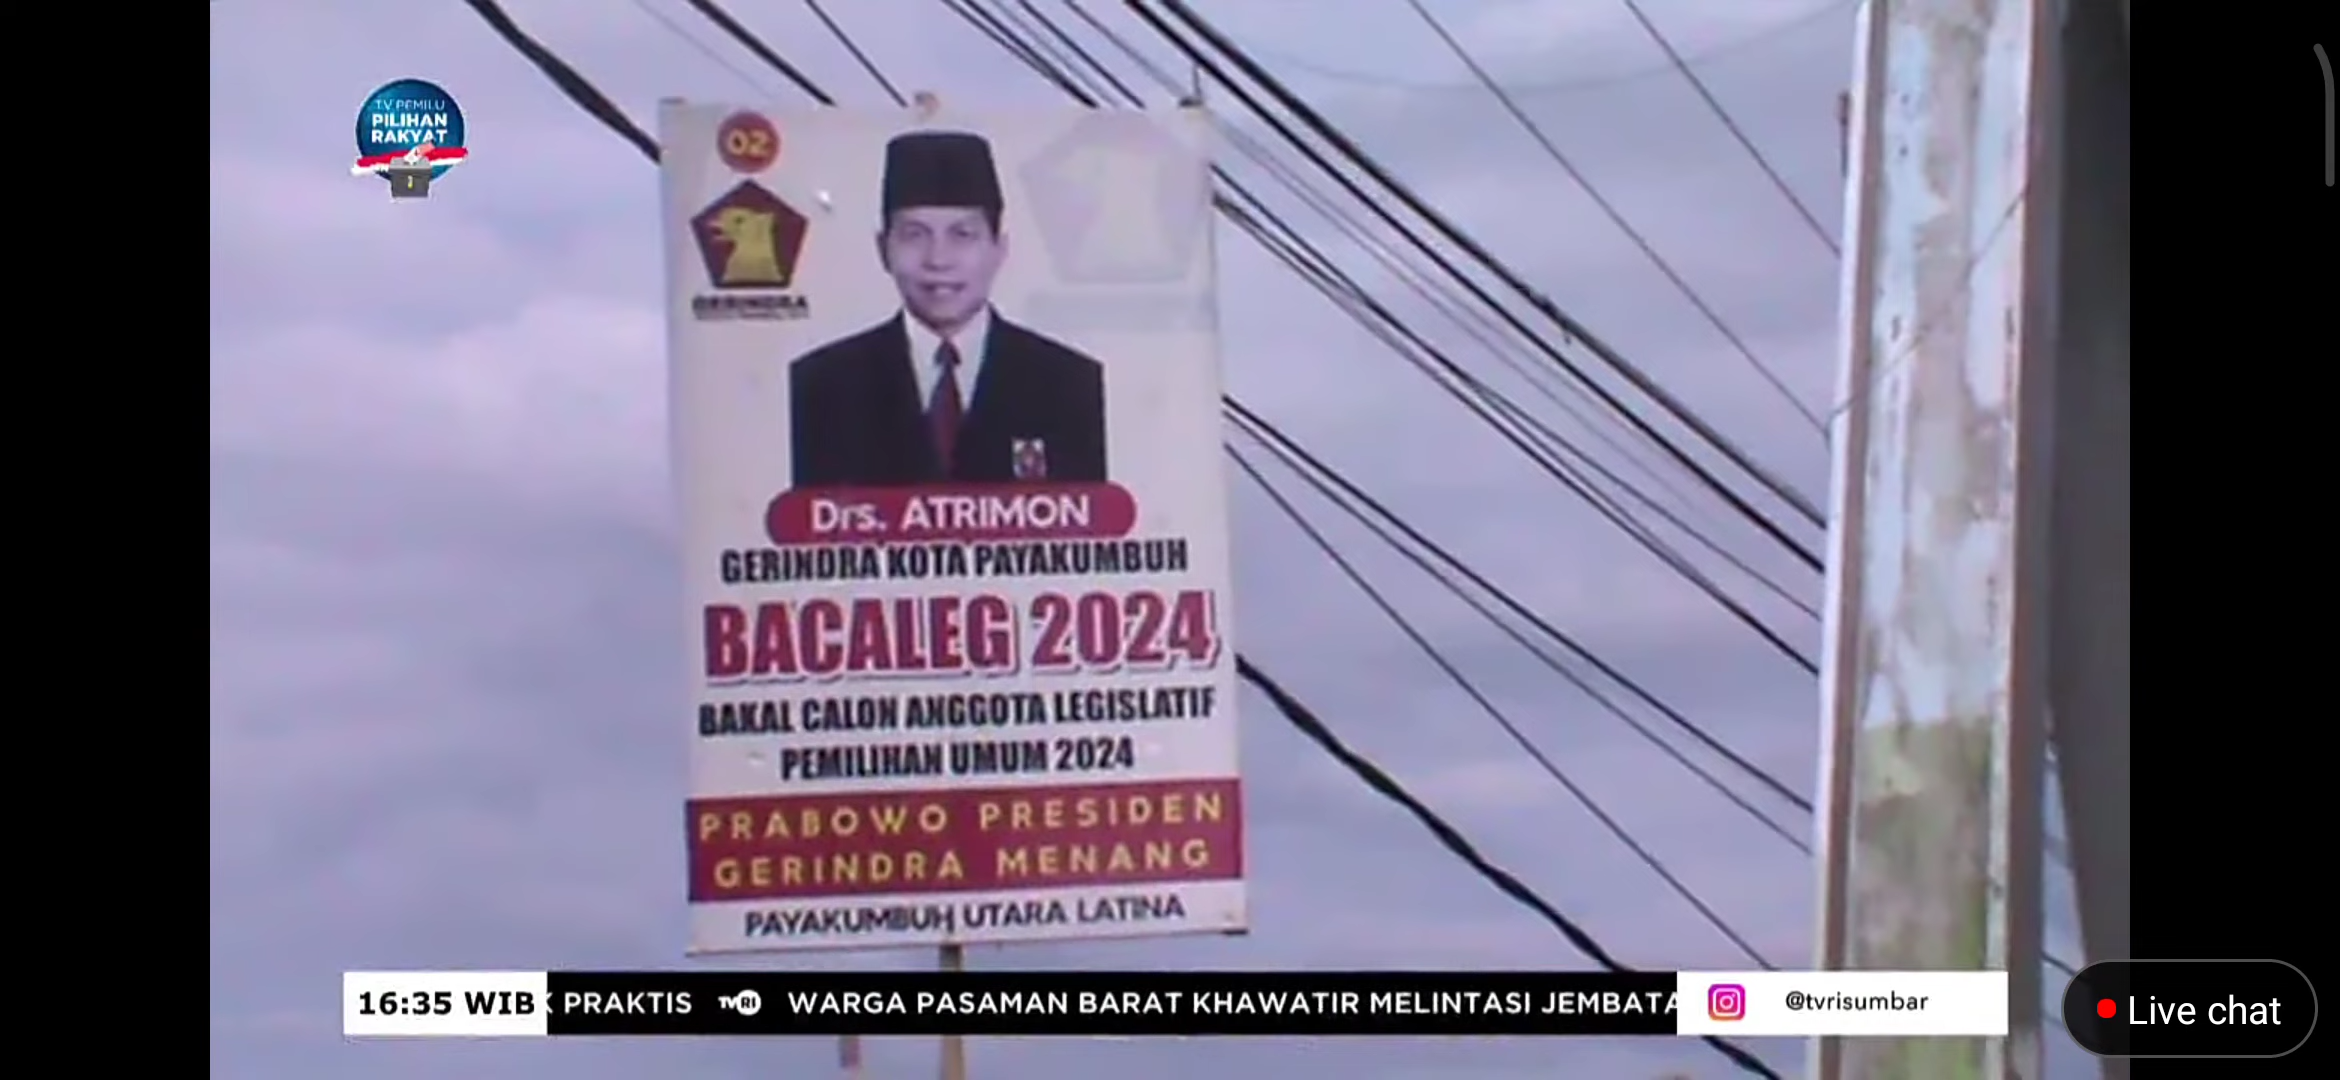 TV PEMILU
PILIHAN
RAKYAT
02
GERINDRA
Drs. ATRIMON
GERINDRA KOTA PAYAKUMBUH
BACALEG 2024
BAKAL CALON ANGGOTA LEGISLATIF
PEMILIHAN UMUM 2024
PRABOWO PRESIDEN
GERINDRA MENANG
PAYAKUMBUH UTARA LATINA
16:35 WIB PRAKTIS TVRI WARGA PASAMAN BARAT KHAWATIR MELINTASI JEMBATA @tvrisumbar
Live chat